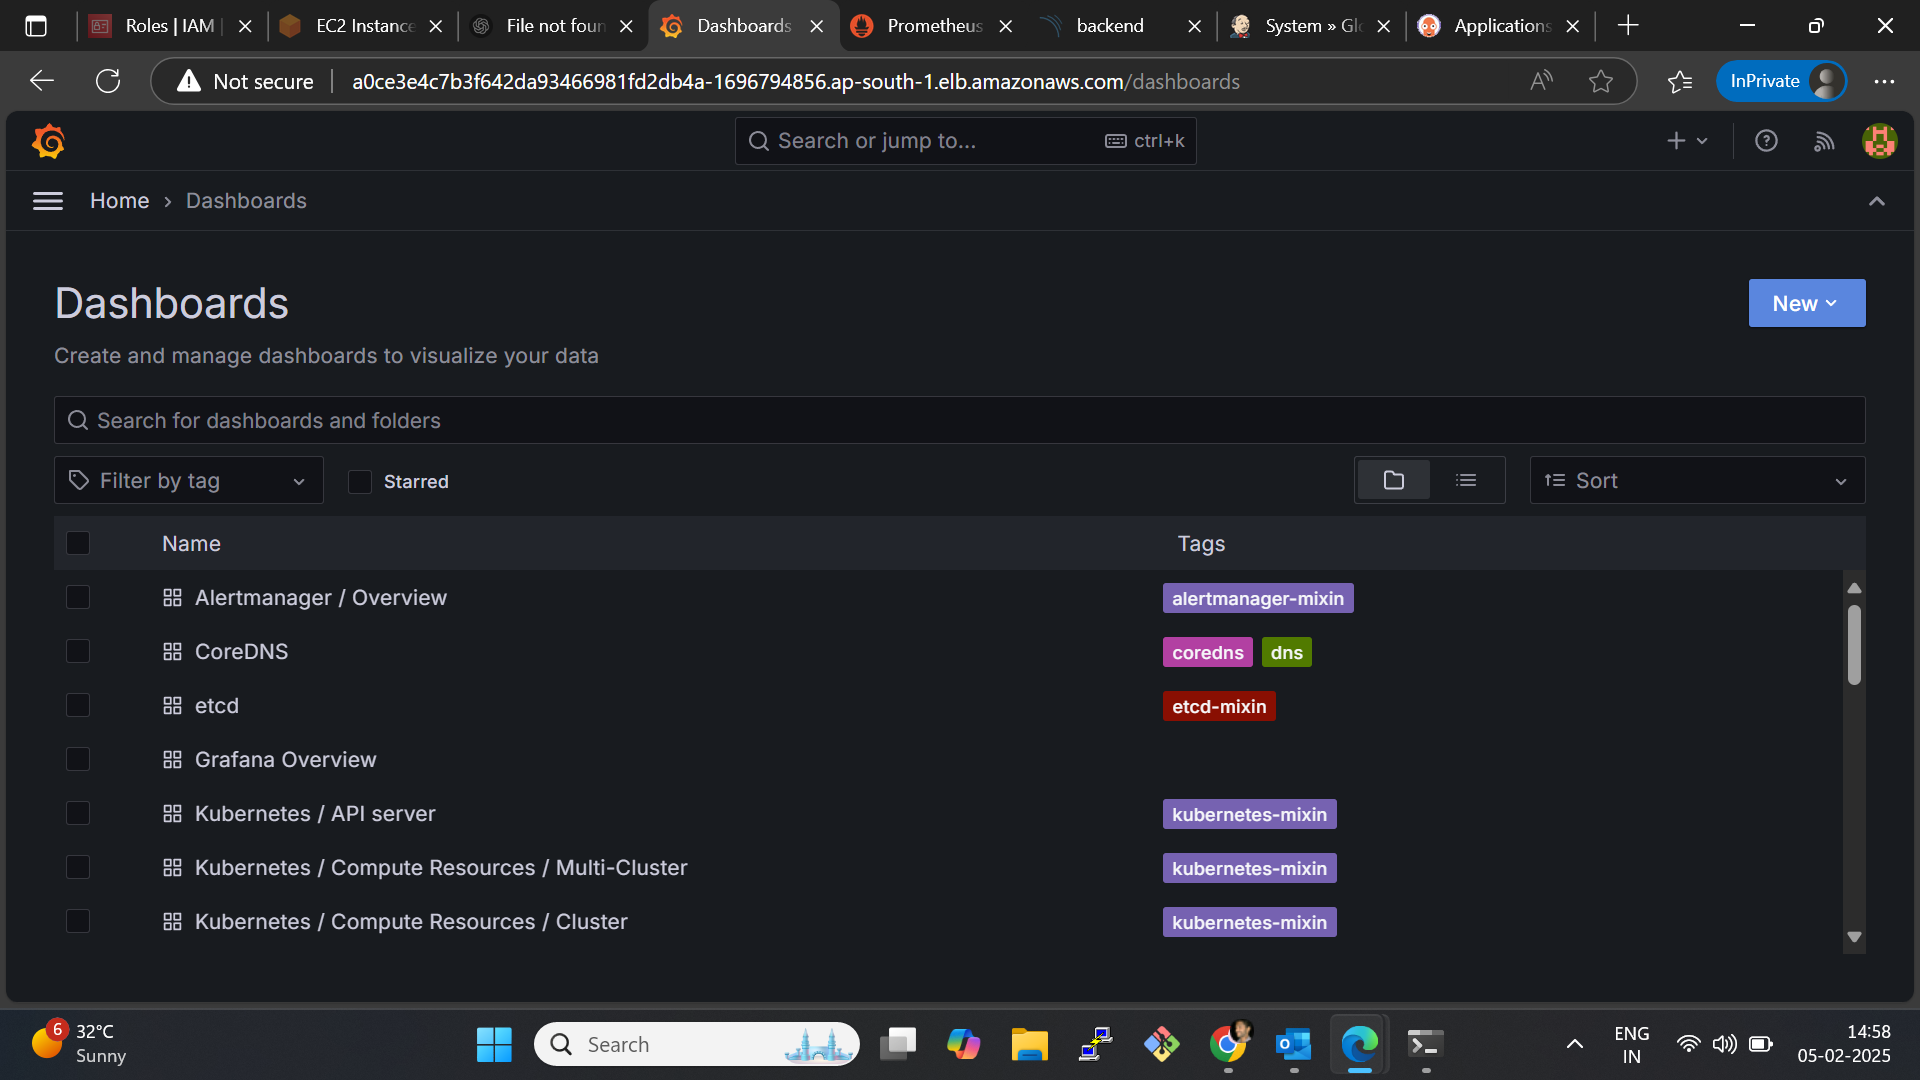 Roles | IAM
EC2 Instance
File not foun
Dashboards
Prometheus
backend
System » Glo
Applications
Not secure
a0ce3e4c7b3f642da93466981fd2db4a-1696794856.ap-south-1.elb.amazonaws.com/dashboards
InPrivate
Search or jump to...
ctrl+k
Home › Dashboards
Dashboards
New
Create and manage dashboards to visualize your data
Search for dashboards and folders
Filter by tag
Starred
Sort
Name
Tags
Alertmanager / Overview
alertmanager-mixin
CoreDNS
coredns
dns
etcd
etcd-mixin
Grafana Overview
Kubernetes / API server
kubernetes-mixin
Kubernetes / Compute Resources / Multi-Cluster
kubernetes-mixin
Kubernetes / Compute Resources / Cluster
kubernetes-mixin
6
32°C
Sunny
Search
ENG
IN
14:58
05-02-2025